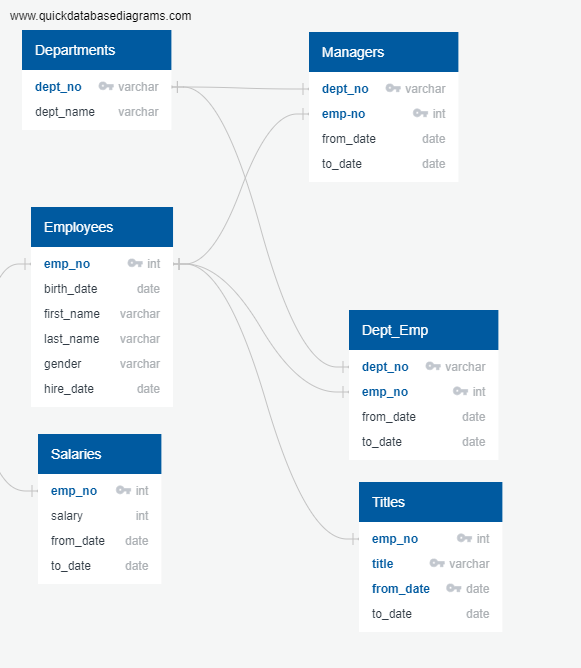 www.quickdatabasediagrams.com
Departments
dept_no varchar
dept_name varchar
Managers
dept_no varchar
emp-no int
from_date date
to_date date
Employees
emp_no int
birth_date date
first_name varchar
last_name varchar
gender varchar
hire_date date
Dept_Emp
dept_no varchar
emp_no int
from_date date
to_date date
Salaries
emp_no int
salary int
from_date date
to_date date
Titles
emp_no int
title varchar
from_date date
to_date date